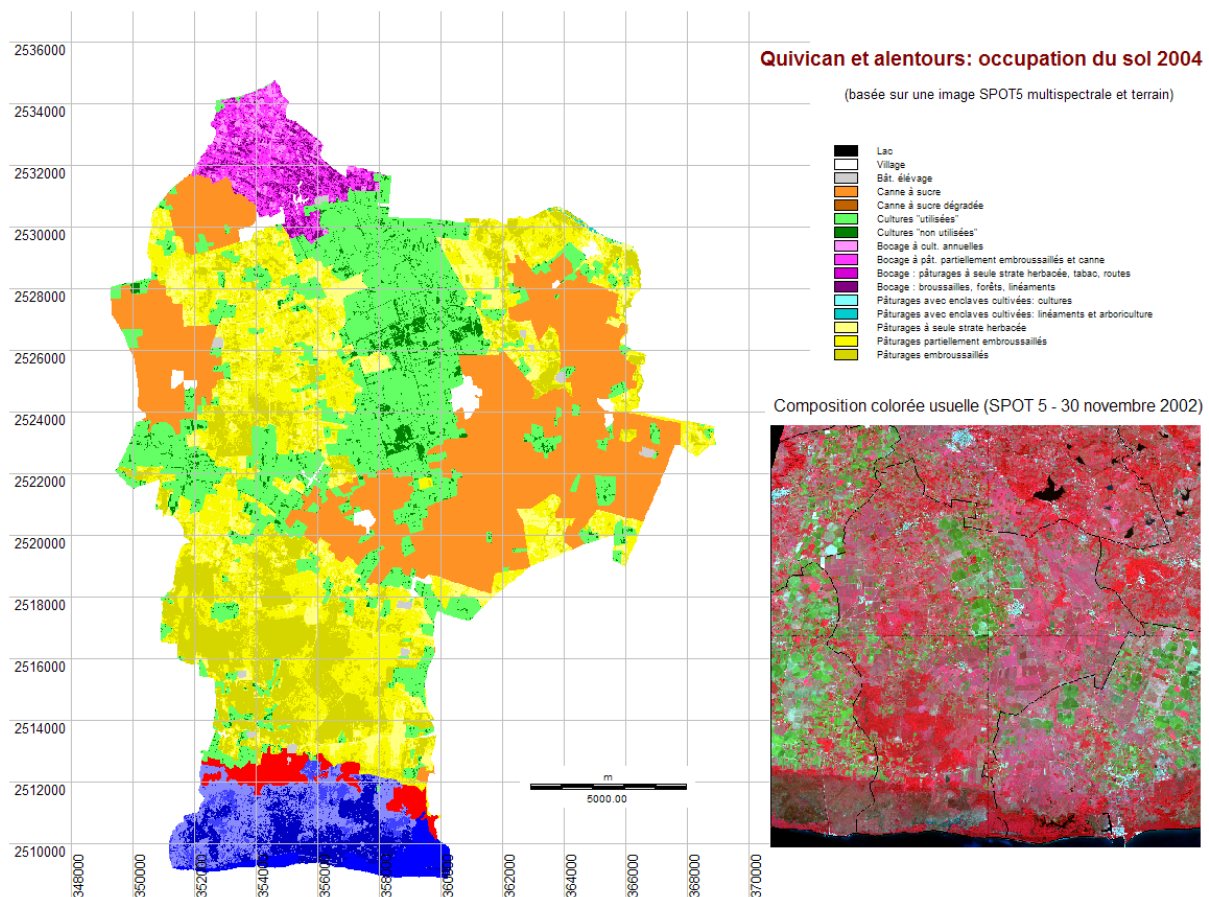 Quivican et alentours: occupation du sol 2004
(basée sur une image SPOT5 multispectrale et terrain)
Lac
Village
Bât. élévage
Canne à sucre
Canne à sucre dégradée
Cultures "utilisées"
Cultures "non utilisées"
Bocage à cult. annuelles
Bocage à pât. partiellement embroussaillés et canne
Bocage : pâturages à seule strate herbacée, tabac, routes
Bocage : broussailles, forêts, linéaments
Pâturages avec enclaves cultivées: cultures
Pâturages avec enclaves cultivées: linéaments et arboriculture
Pâturages à seule strate herbacée
Pâturages partiellement embroussaillés
Pâturages embroussaillés
Composition colorée usuelle (SPOT 5 - 30 novembre 2002)
2536000
2534000
2532000
2530000
2528000
2526000
2524000
2522000
2520000
2518000
2516000
2514000
2512000
2510000
m
5000.00
348000
350000
352000
354000
356000
358000
360000
362000
364000
366000
368000
370000